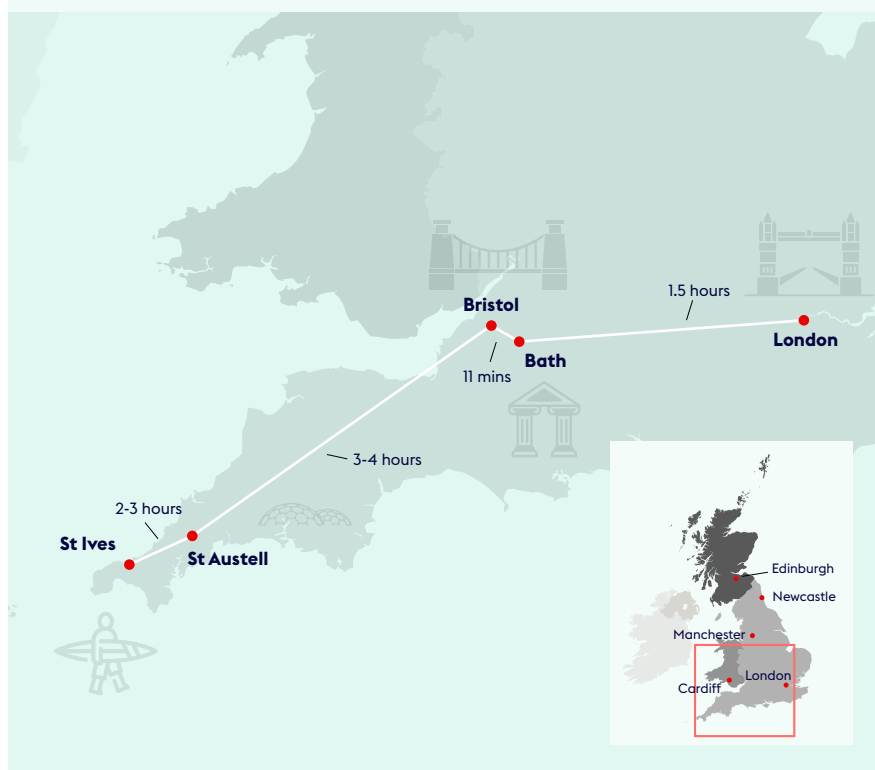 1.5 hours
Bristol
London
Bath
11 mins
3-4 hours
2-3 hours
St Ives
St Austell
Edinburgh
Newcastle
Manchester
London
Cardiff